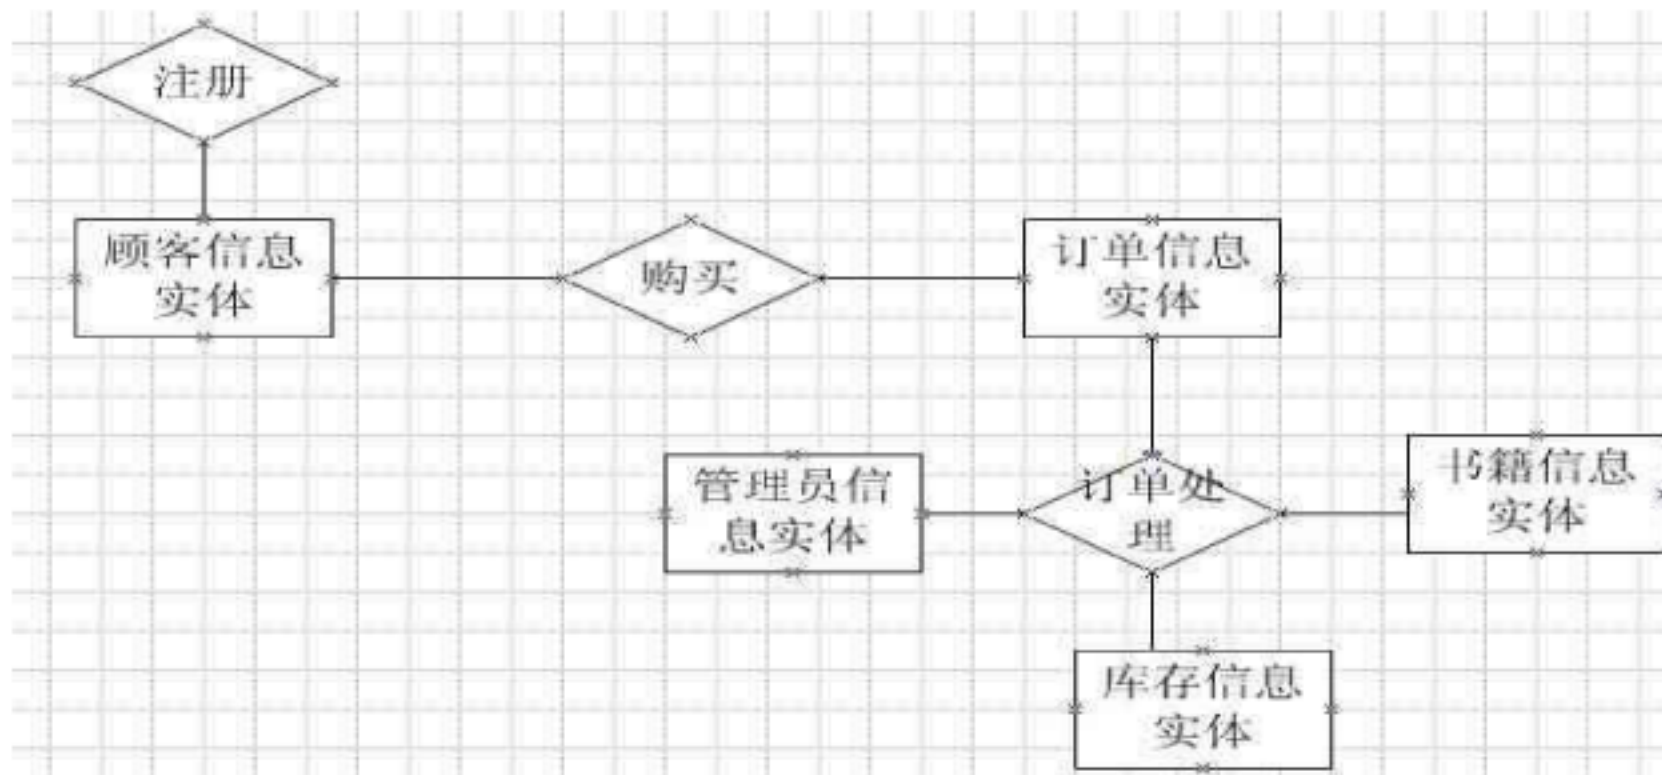 注册
顾客信息
实体
购买
订单信息
实体
管理员信
息实体
订单处
理
书籍信息
实体
库存信息
实体